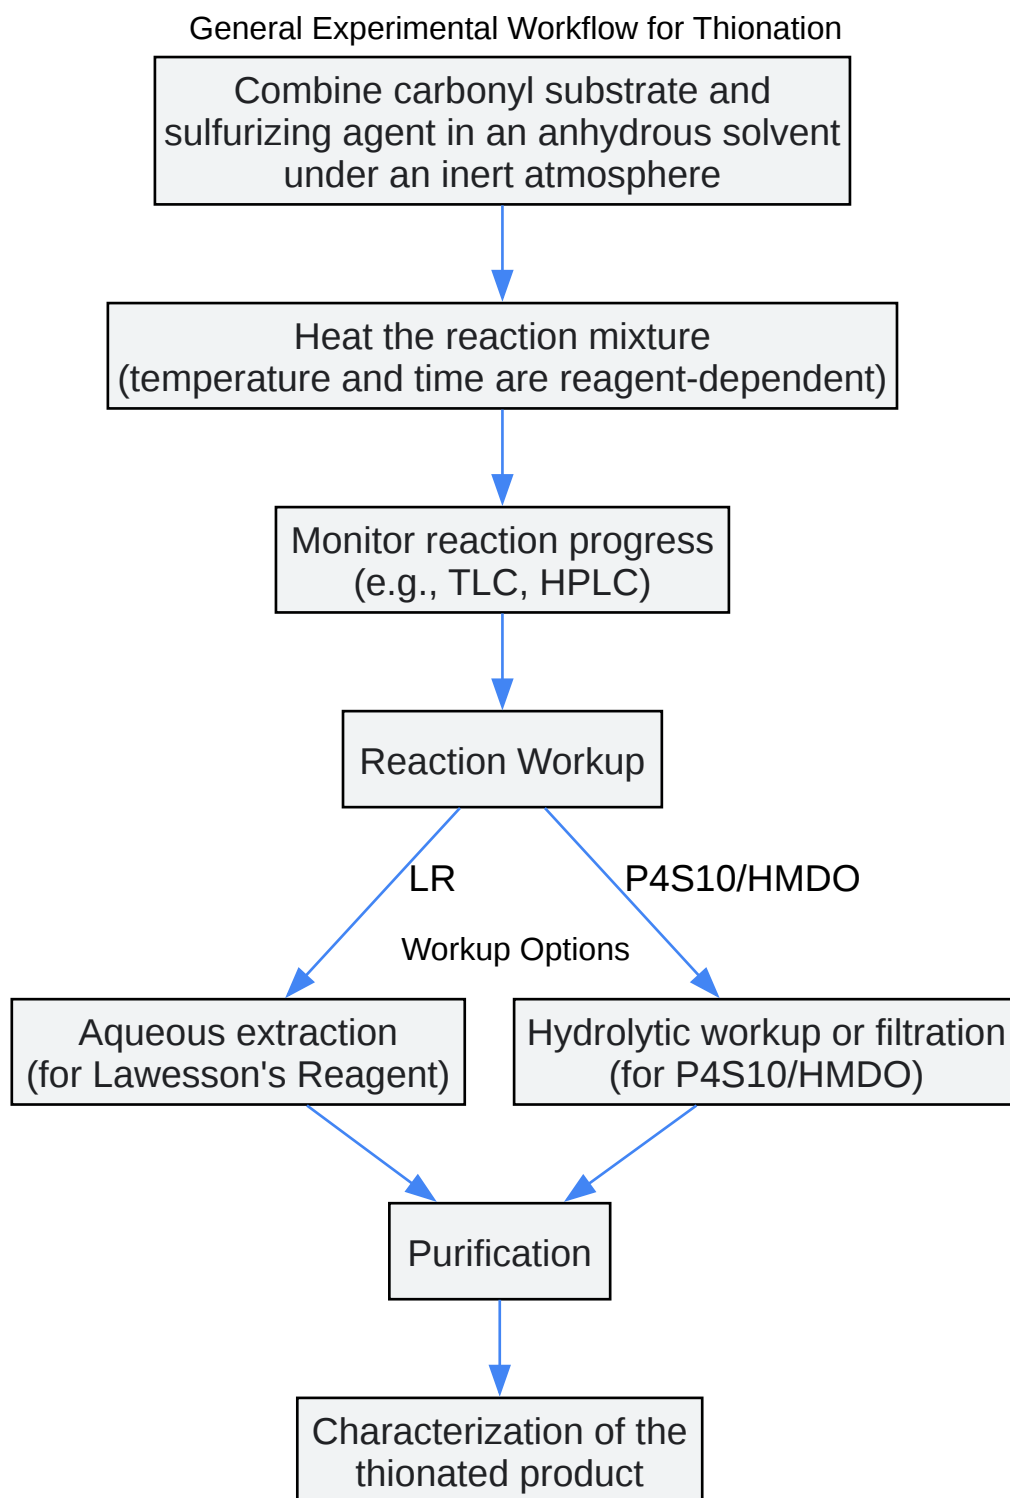 General Experimental Workflow for Thionation
Combine carbonyl substrate and
sulfurizing agent in an anhydrous solvent
under an inert atmosphere
Heat the reaction mixture
(temperature and time are reagent-dependent)
Monitor reaction progress
(e.g., TLC, HPLC)
Reaction Workup
LR
P4S10/HMDO
Workup Options
Aqueous extraction
(for Lawesson's Reagent)
Hydrolytic workup or filtration
(for P4S10/HMDO)
Purification
Characterization of the
thionated product